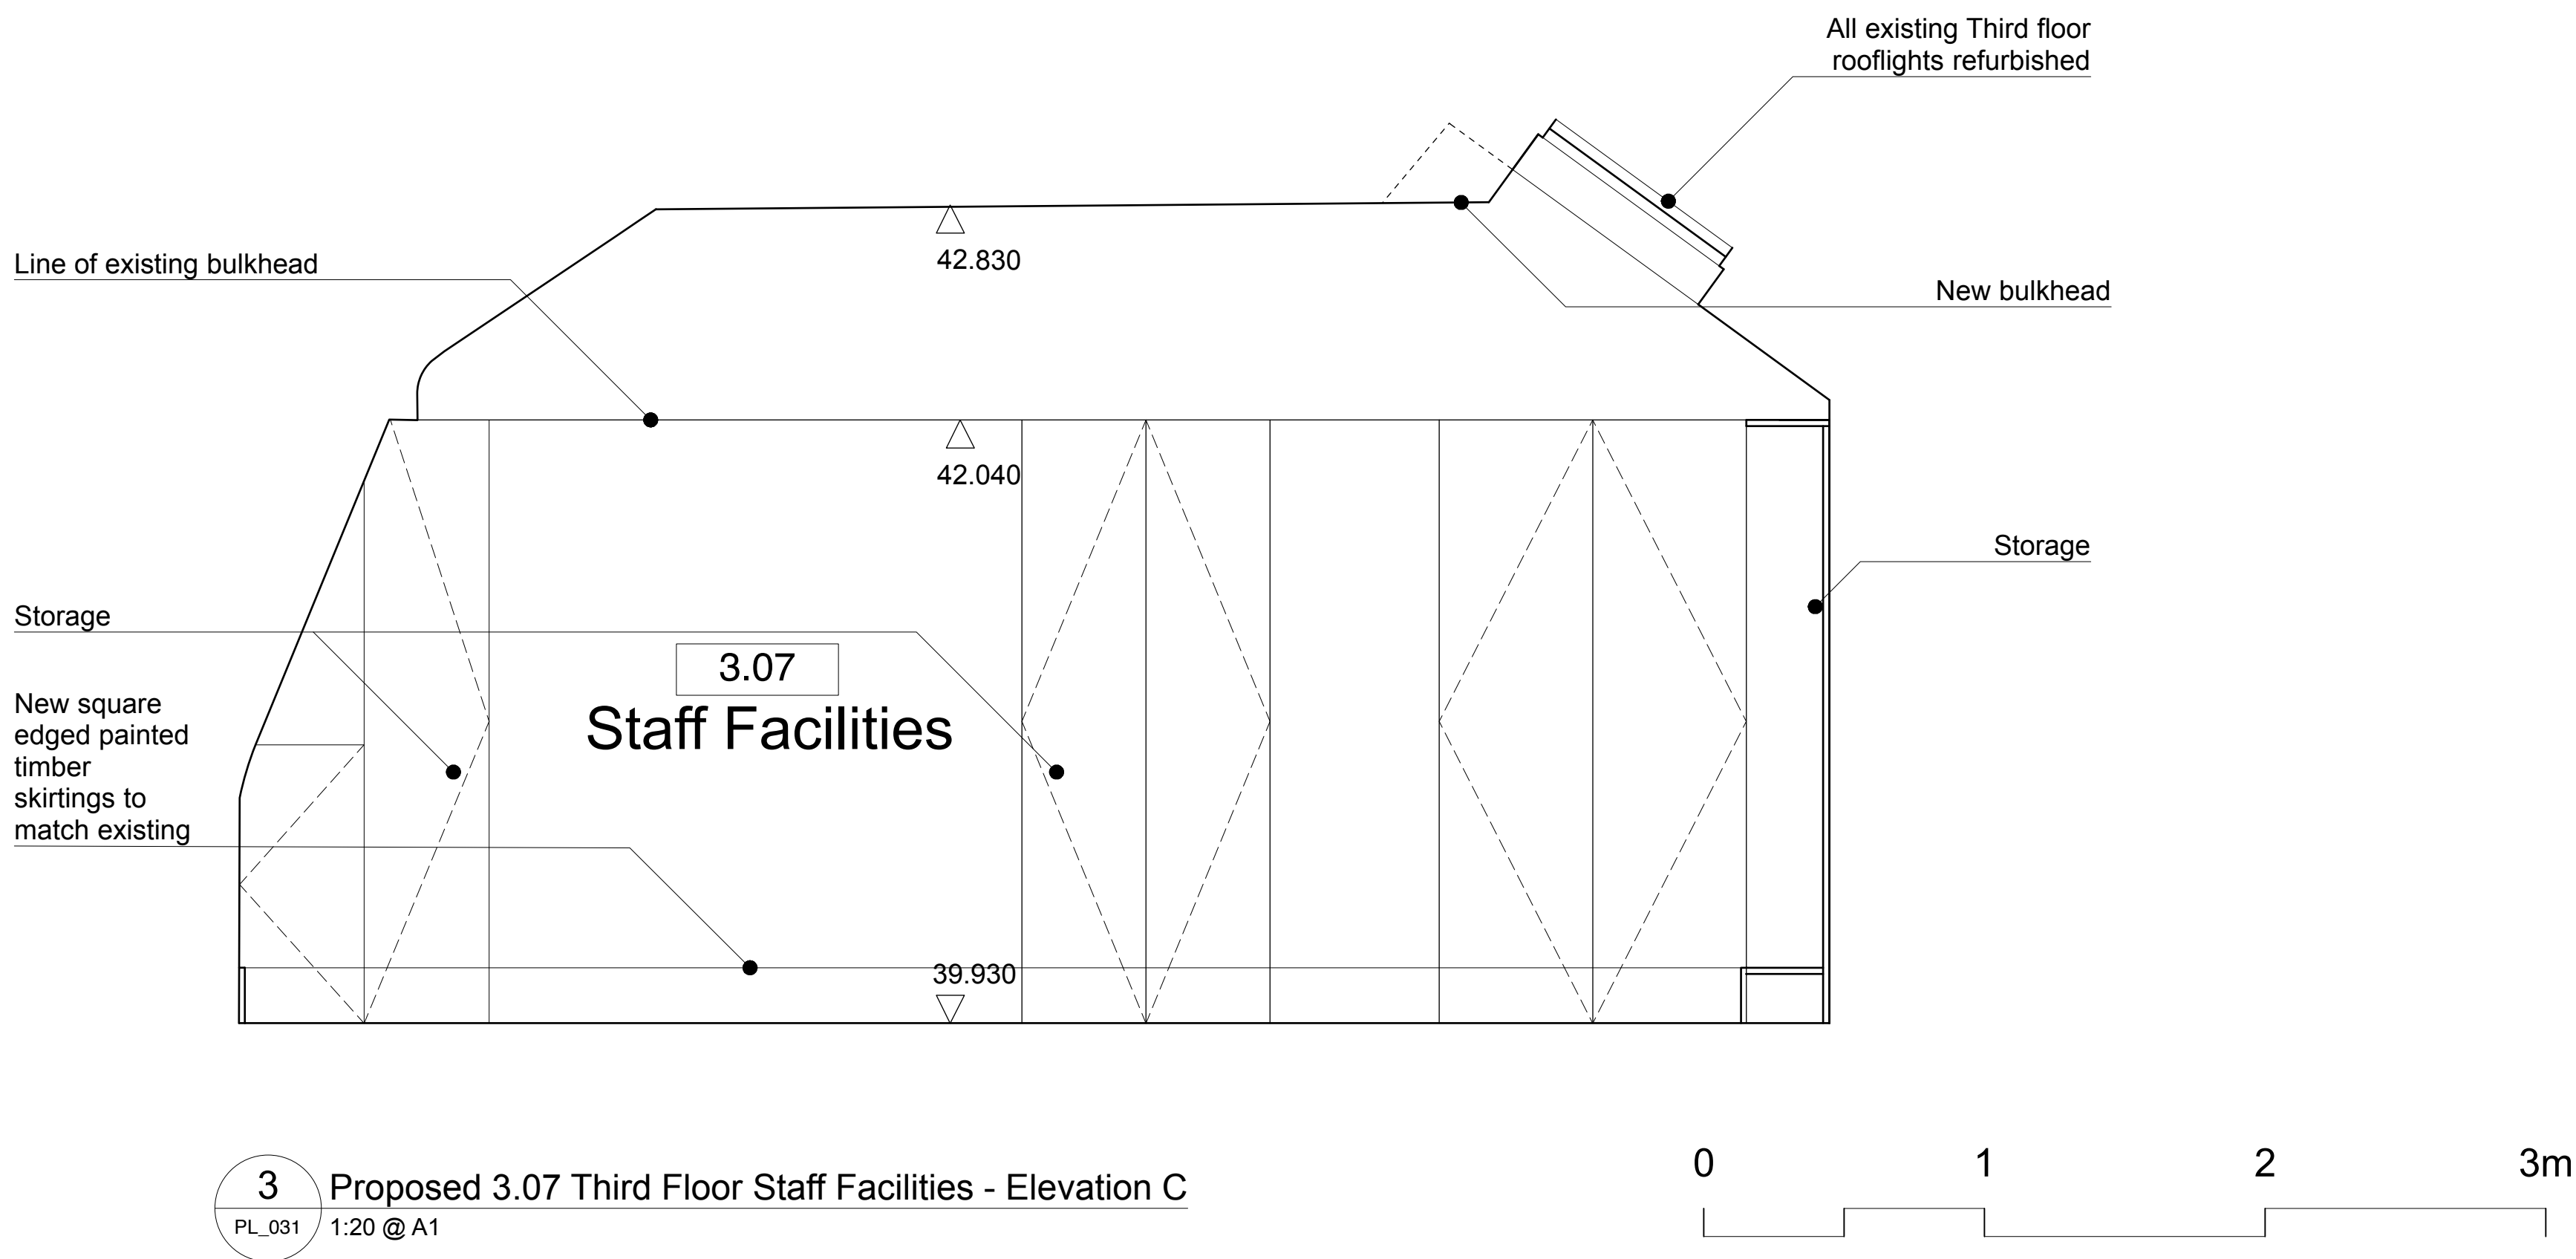 All existing Third floor
rooflights refurbished
42.830
Line of existing bulkhead
New bulkhead
42.040
Storage
Storage
3.07
Staff Facilities
New square
edged painted
timber
skirtings to
match existing
39.930
3
PL_031
Proposed 3.07 Third Floor Staff Facilities - Elevation C
1:20 @ A1
0 1 2 3m